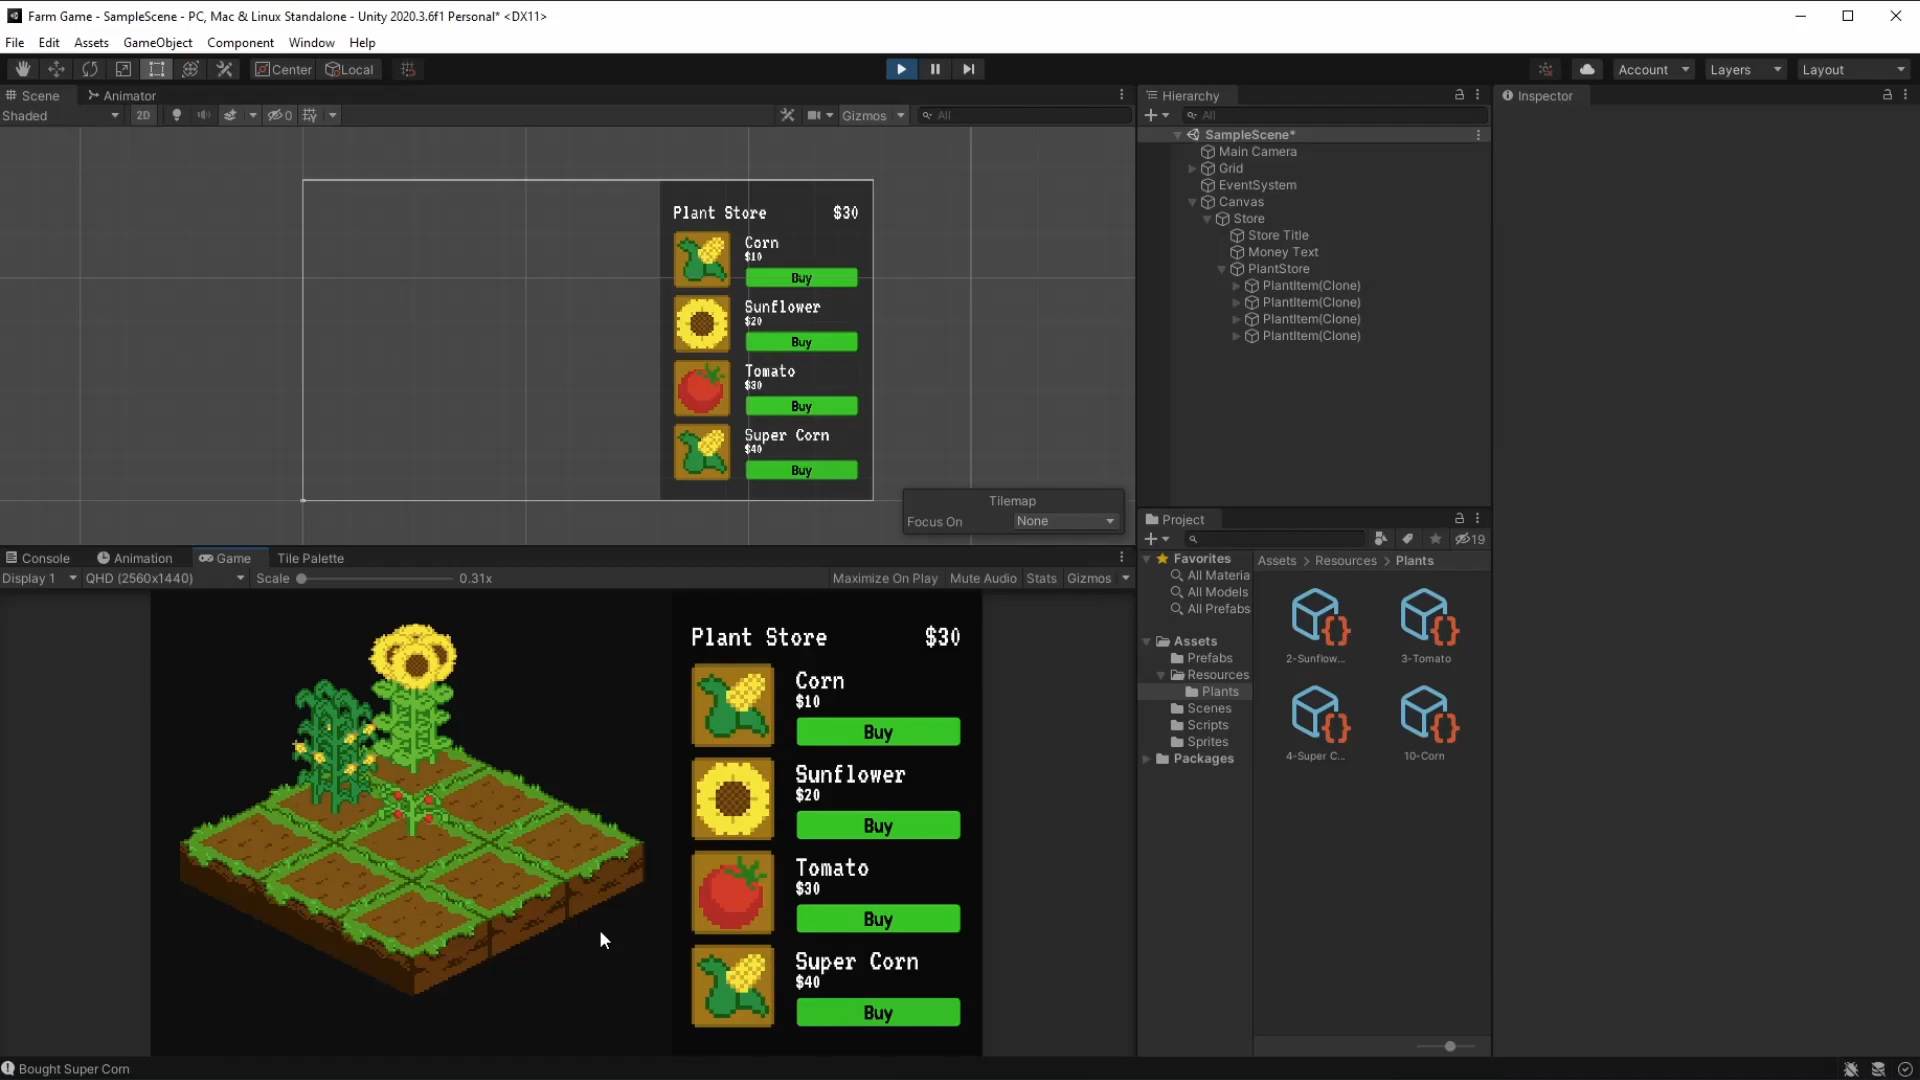 Farm Game - SampleScene - PC, Mac & Linux Standalone - Unity 2020.3.6f1 Personal* <DX11>
File Edit Assets GameObject Component Window Help
Center Local
Account Layers Layout
Scene Animator
Shaded 2D 0 Gizmos All
Plant Store $30
Corn
$10
Buy
Sunflower
$20
Buy
Tomato
$30
Buy
Super Corn
$40
Buy
Tilemap
Focus On None
Hierarchy
All
SampleScene*
Main Camera
Grid
EventSystem
Canvas
Store
Store Title
Money Text
PlantStore
PlantItem(Clone)
PlantItem(Clone)
PlantItem(Clone)
PlantItem(Clone)
Inspector
Console Animation Game Tile Palette
Display 1 QHD (2560x1440) Scale 0.31x Maximize On Play Mute Audio Stats Gizmos
Plant Store $30
Corn
$10
Buy
Sunflower
$20
Buy
Tomato
$30
Buy
Super Corn
$40
Buy
Project
19
Favorites
All Materia
All Models
All Prefabs
Assets
Prefabs
Resources
Plants
Scenes
Scripts
Sprites
Packages
Assets > Resources > Plants
2-Sunflow... 3-Tomato
4-Super C... 10-Corn
Bought Super Corn